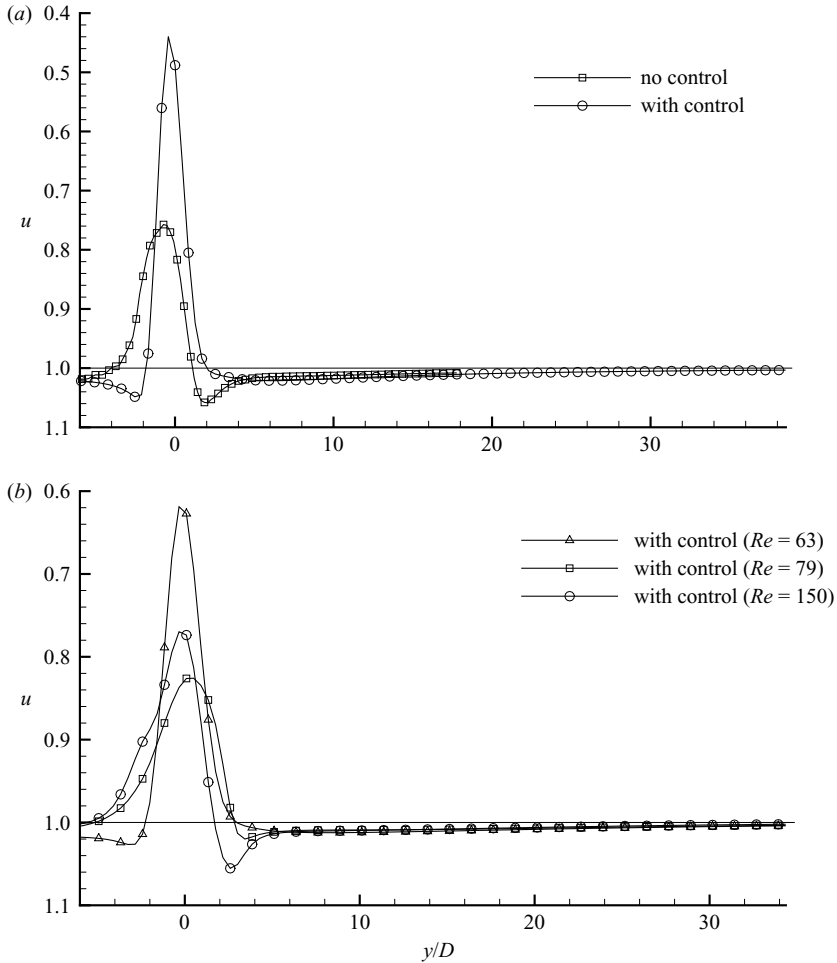 (a)
0.4
0.5
0.6
0.7
0.8
0.9
1.0
1.1
u
no control
with control
0 10 20 30
(b)
0.6
0.7
0.8
0.9
1.0
1.1
u
with control (Re = 63)
with control (Re = 79)
with control (Re = 150)
0 10 20 30
y/D